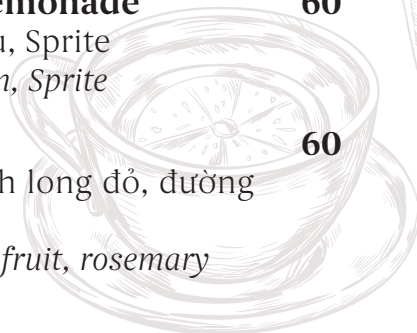 emonade 60
, Sprite
, Sprite
60
h long đỏ, đường
fruit, rosemary